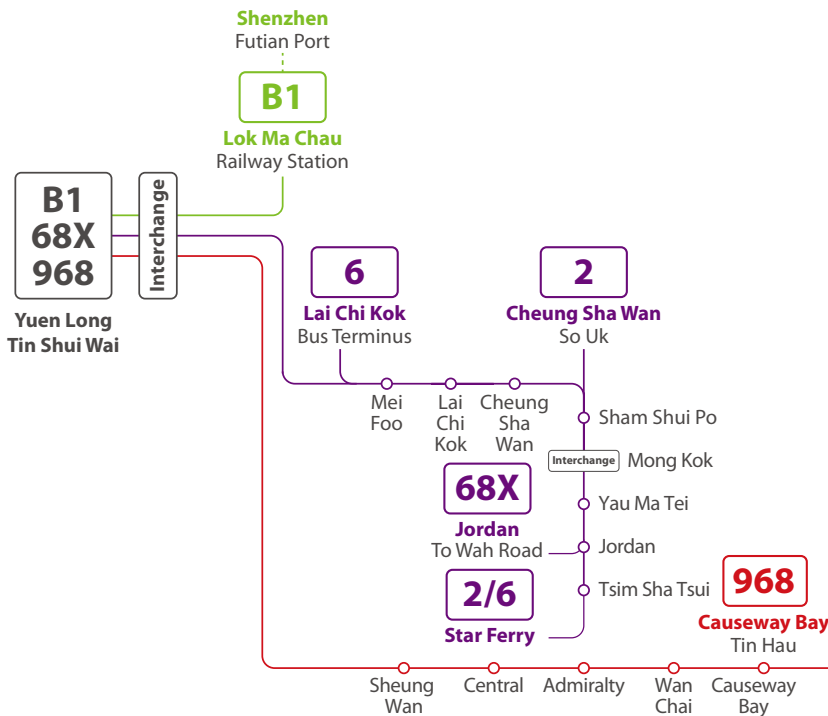 Shenzhen
Futian Port
B1
Lok Ma Chau
Railway Station
B1
68X
968
Interchange
Yuen Long
Tin Shui Wai
6
Lai Chi Kok
Bus Terminus
2
Cheung Sha Wan
So Uk
Mei
Foo
Lai
Chi
Kok
Cheung
Sha
Wan
Sham Shui Po
Interchange
Mong Kok
68X
Jordan
To Wah Road
Yau Ma Tei
Jordan
2/6
Star Ferry
Tsim Sha Tsui
968
Causeway Bay
Tin Hau
Sheung
Wan
Central
Admiralty
Wan
Chai
Causeway
Bay